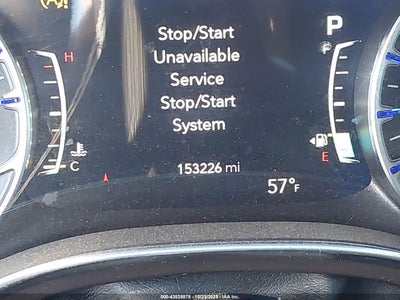 Stop/Start
Unavailable
Service
Stop/Start
System
P
H
F
C
E
153226 mi
57°F